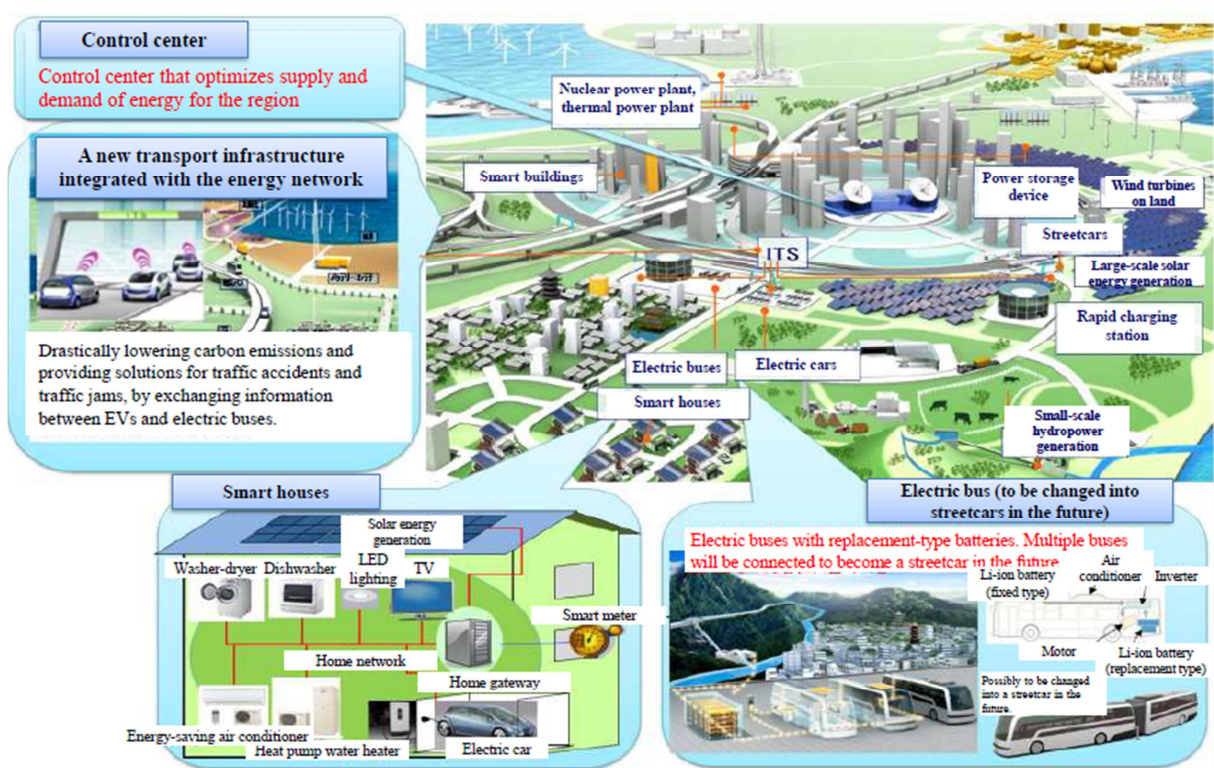 Control center
Control center that optimizes supply and
demand of energy for the region
A new transport infrastructure
integrated with the energy network
Drastically lowering carbon emissions and
providing solutions for traffic accidents and
traffic jams, by exchanging information
between EVs and electric buses.
Nuclear power plant,
thermal power plant
Smart buildings
Power storage
device
Wind turbines
on land
Streetcars
ITS
Large-scale solar
energy generation
Rapid charging
station
Electric buses
Electric cars
Smart houses
Small-scale
hydropower
generation
Smart houses
Solar energy
generation
Washer-dryer
Dishwasher
LED
lighting
TV
Smart meter
Home network
Home gateway
Energy-saving air conditioner
Heat pump water heater
Electric car
Electric bus (to be changed into
streetcars in the future)
Electric buses with replacement-type batteries. Multiple buses
will be connected to become a streetcar in the future
Li-ion battery
(fixed type)
Air
conditioner
Inverter
Motor
Li-ion battery
(replacement type)
Possibly to be changed
into a streetcar in the
future.